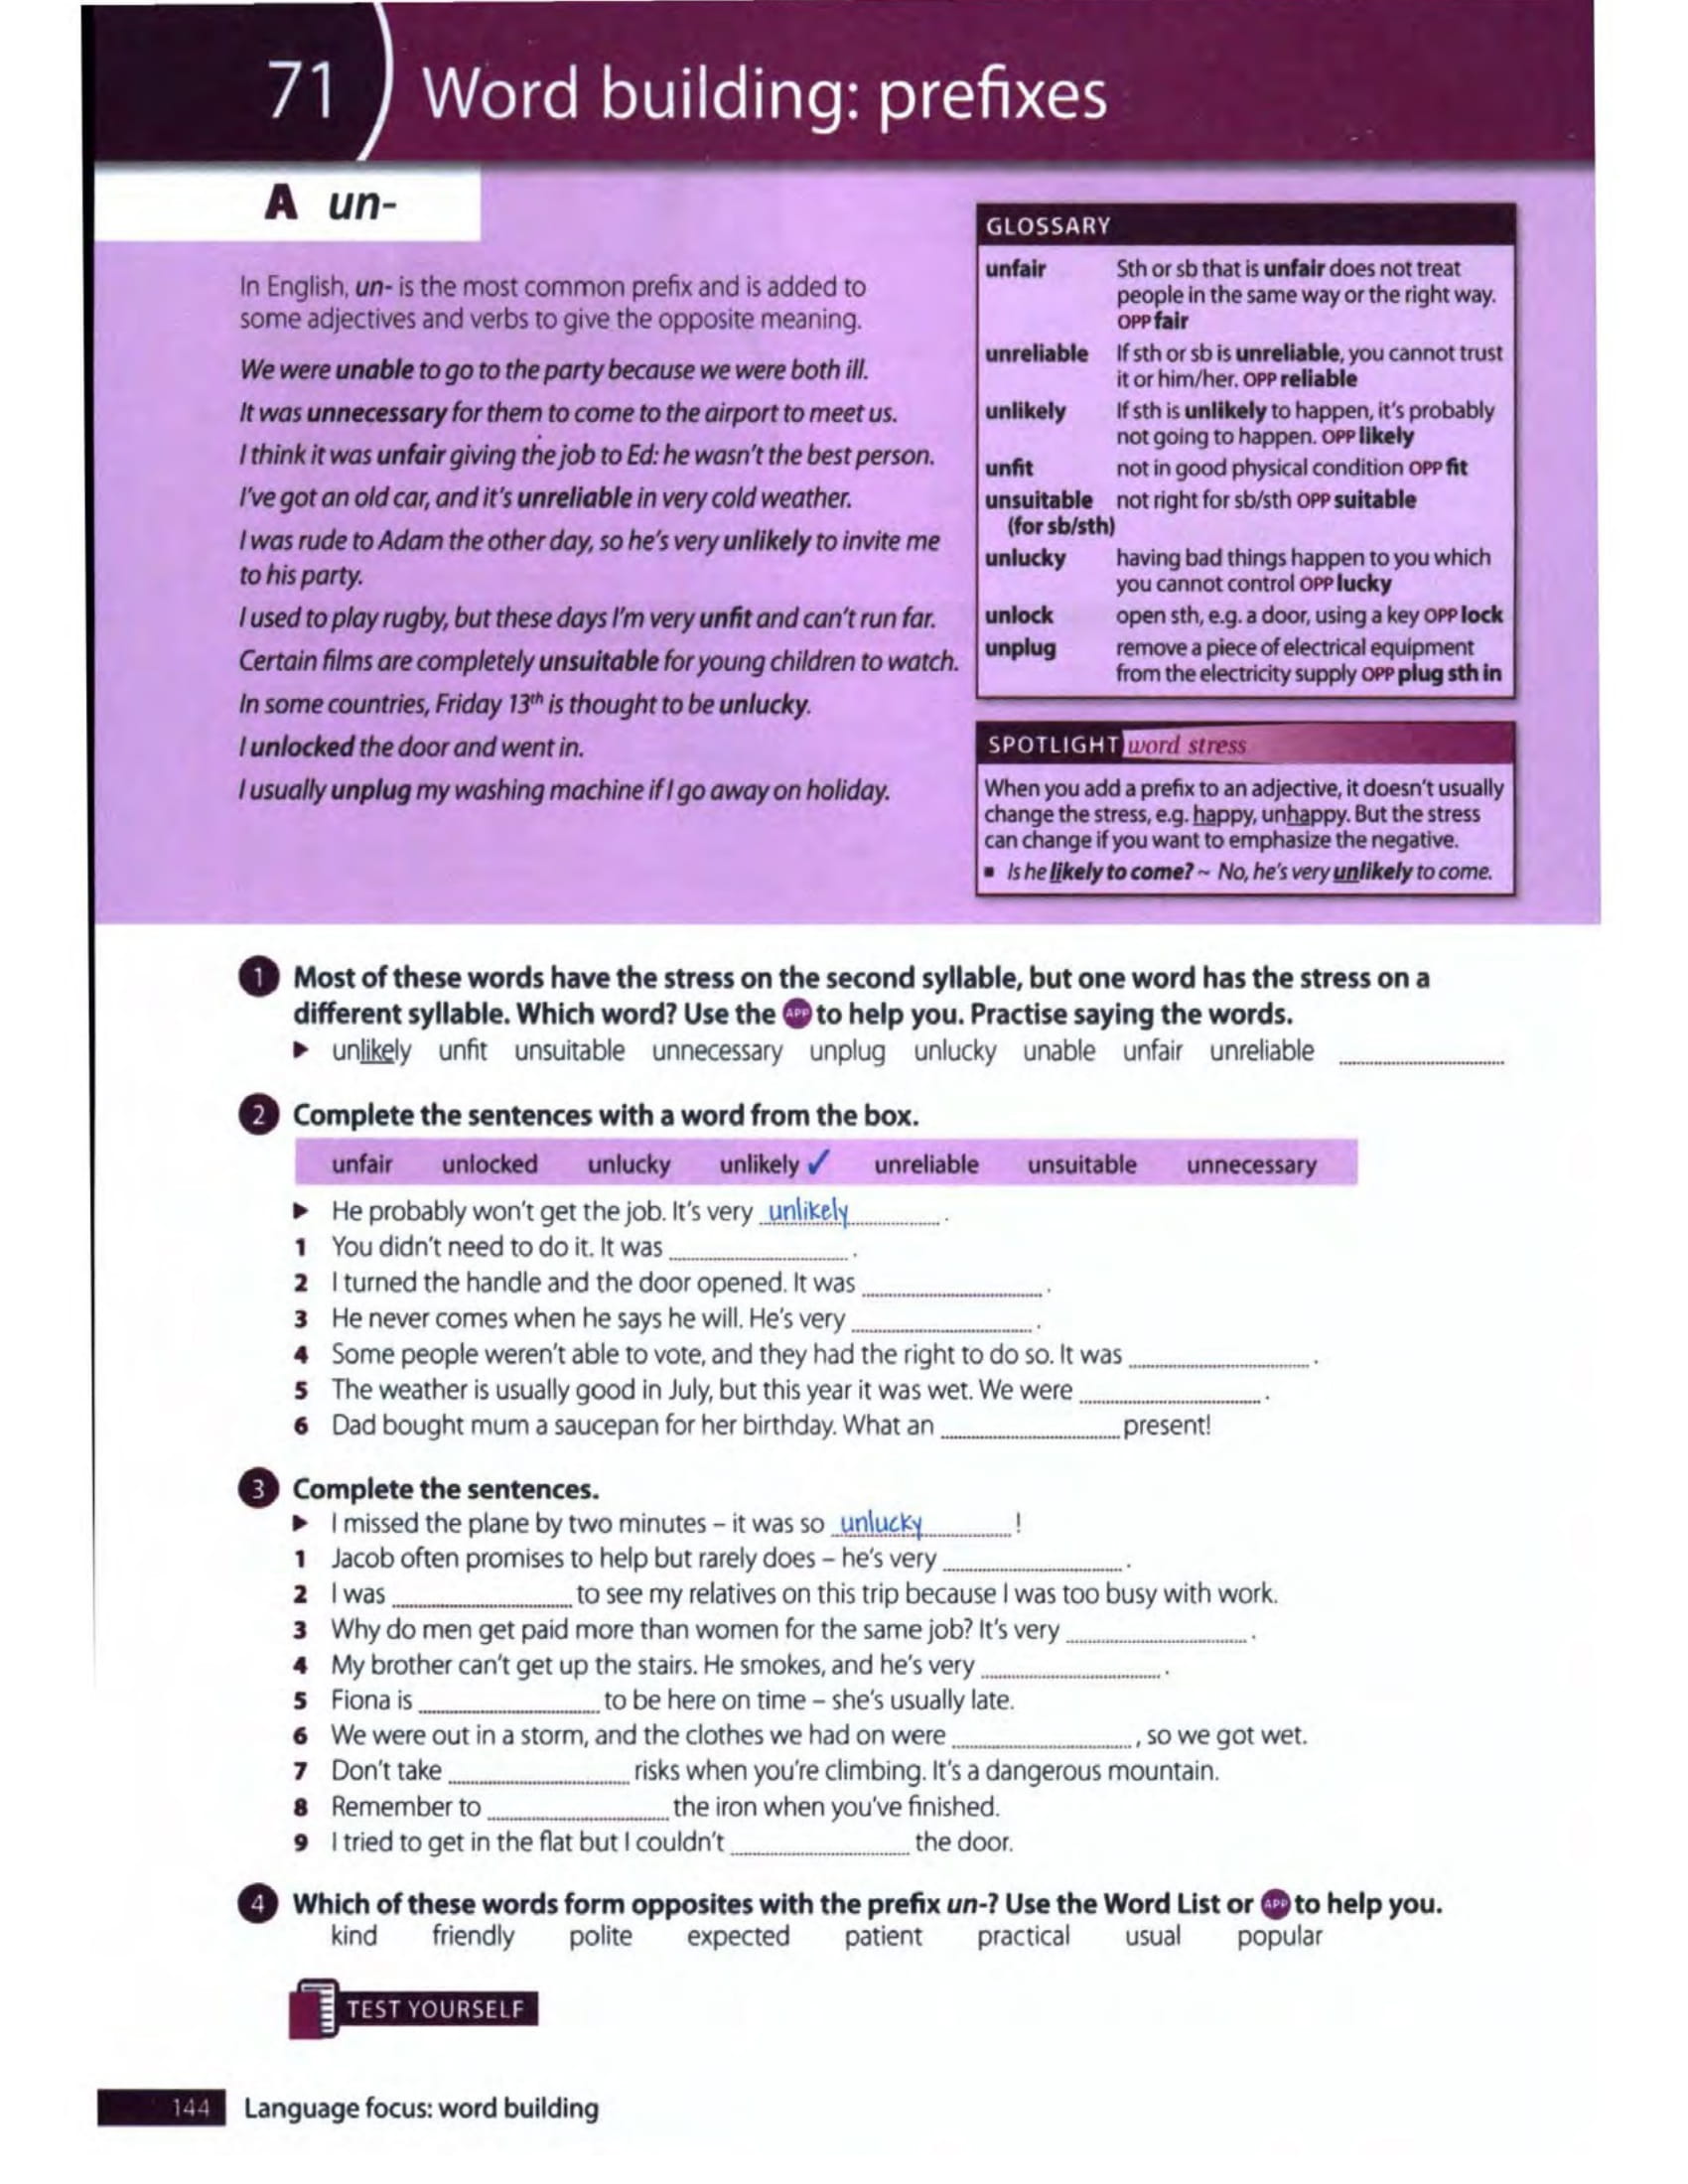 71 Word building: prefixes
A un-
In English, un- is the most common prefix and is added to
some adjectives and verbs to give the opposite meaning.
We were unable to go to the party because we were both ill.
It was unnecessary for them to come to the airport to meet us.
I think it was unfair giving the job to Ed: he wasn't the best person.
I've got an old car, and it's unreliable in very cold weather.
I was rude to Adam the other day, so he's very unlikely to invite me
to his party.
I used to play rugby, but these days I'm very unfit and can't run far.
Certain films are completely unsuitable for young children to watch.
In some countries, Friday 13th is thought to be unlucky.
I unlocked the door and went in.
I usually unplug my washing machine if I go away on holiday.
GLOSSARY
unfair Sth or sb that is unfair does not treat
people in the same way or the right way.
OPP fair
unreliable If sth or sb is unreliable, you cannot trust
it or him/her. OPP reliable
unlikely If sth is unlikely to happen, it's probably
not going to happen. OPP likely
unfit not in good physical condition OPP fit
unsuitable not right for sb/sth OPP suitable
(for sb/sth)
unlucky having bad things happen to you which
you cannot control OPP lucky
unlock open sth, e.g. a door, using a key OPP lock
unplug remove a piece of electrical equipment
from the electricity supply OPP plug sth in
SPOTLIGHT word stress
When you add a prefix to an adjective, it doesn't usually
change the stress, e.g. happy, unhappy. But the stress
can change if you want to emphasize the negative.
▪ Is he likely to come? ~ No, he's very unlikely to come.
1 Most of these words have the stress on the second syllable, but one word has the stress on a
different syllable. Which word? Use the APP to help you. Practise saying the words.
▶ unlikely unfit unsuitable unnecessary unplug unlucky unable unfair unreliable
2 Complete the sentences with a word from the box.
unfair unlocked unlucky unlikely ✓ unreliable unsuitable unnecessary
▶ He probably won't get the job. It's very unlikely.
1 You didn't need to do it. It was .
2 I turned the handle and the door opened. It was .
3 He never comes when he says he will. He's very .
4 Some people weren't able to vote, and they had the right to do so. It was .
5 The weather is usually good in July, but this year it was wet. We were .
6 Dad bought mum a saucepan for her birthday. What an present!
3 Complete the sentences.
▶ I missed the plane by two minutes – it was so unlucky!
1 Jacob often promises to help but rarely does – he's very .
2 I was to see my relatives on this trip because I was too busy with work.
3 Why do men get paid more than women for the same job? It's very .
4 My brother can't get up the stairs. He smokes, and he's very .
5 Fiona is to be here on time – she's usually late.
6 We were out in a storm, and the clothes we had on were , so we got wet.
7 Don't take risks when you're climbing. It's a dangerous mountain.
8 Remember to the iron when you've finished.
9 I tried to get in the flat but I couldn't the door.
4 Which of these words form opposites with the prefix un-? Use the Word List or APP to help you.
kind friendly polite expected patient practical usual popular
TEST YOURSELF
144 Language focus: word building